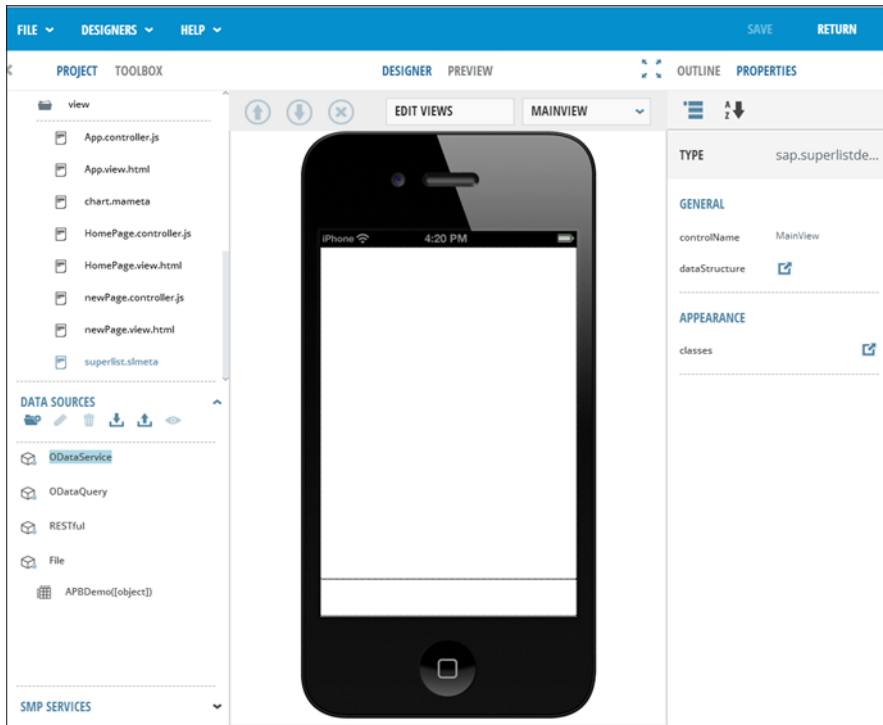 FILE DESIGNERS HELP SAVE RETURN
PROJECT TOOLBOX DESIGNER PREVIEW OUTLINE PROPERTIES
view
App.controller.js
App.view.html
chart.mameta
HomePage.controller.js
HomePage.view.html
newPage.controller.js
newPage.view.html
superlist.slmeta
DATA SOURCES
ODataService
ODataQuery
RESTful
File
APBDemo([object])
SMP SERVICES
EDIT VIEWS MAINVIEW
iPhone 4:20 PM
A
Z
TYPE sap.superlistde...
GENERAL
controlName MainView
dataStructure
APPEARANCE
classes